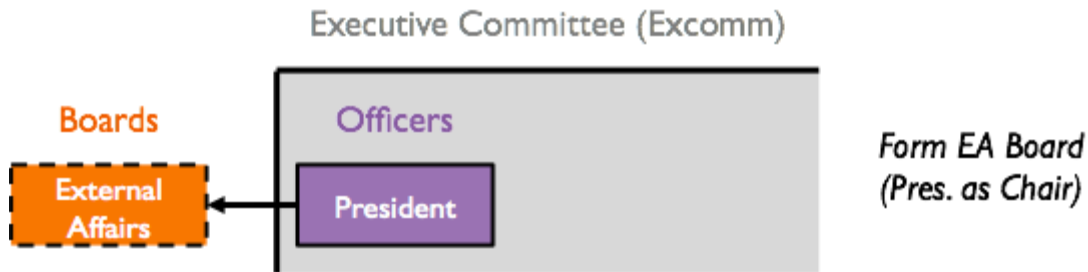 Executive Committee (Excomm)
Boards
Officers
External
Affairs
President
Form EA Board
(Pres. as Chair)